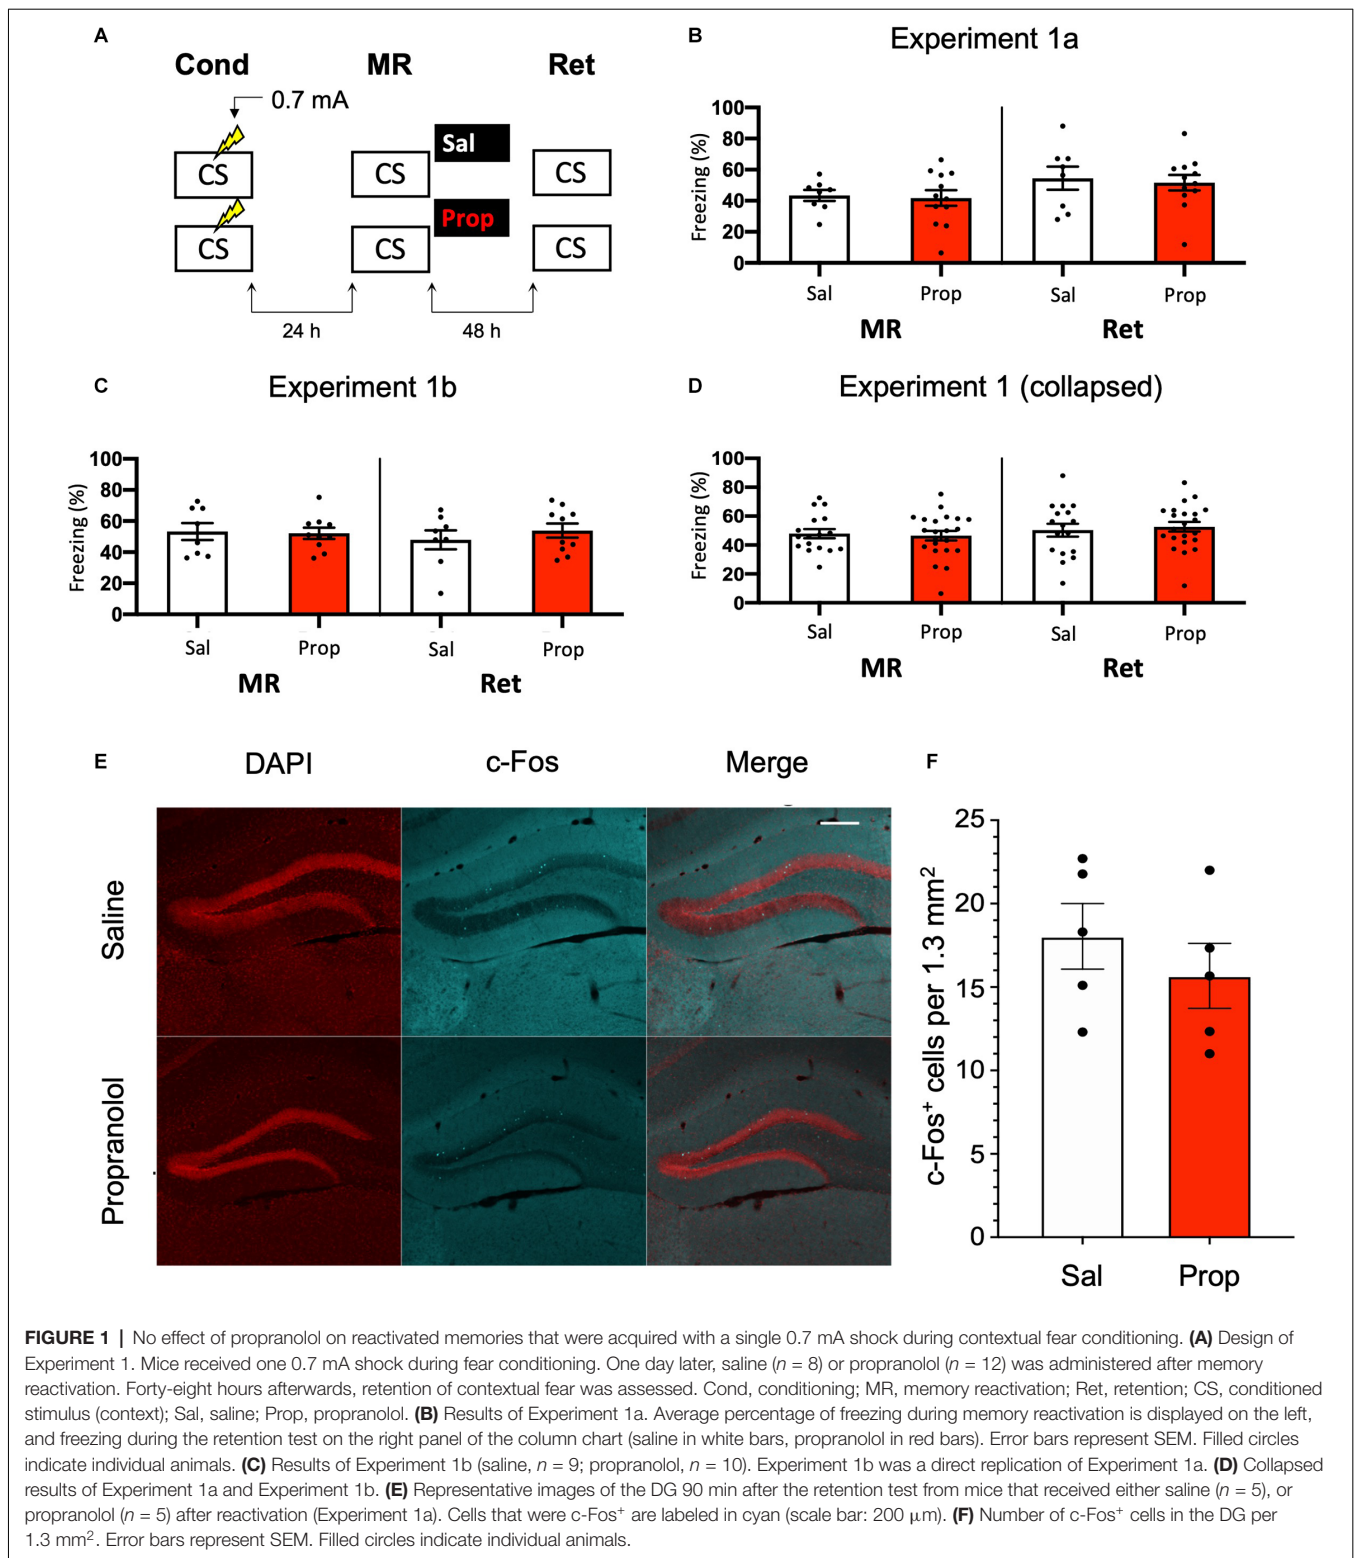 A
Cond
MR
Ret
0.7 mA
CS
Sal
CS
CS
CS
Prop
CS
CS
24 h
48 h
B
Experiment 1a
Freezing (%)
100
80
60
40
20
0
Sal
Prop
Sal
Prop
MR
Ret
C
Experiment 1b
Freezing (%)
100
80
60
40
20
0
Sal
Prop
Sal
Prop
MR
Ret
D
Experiment 1 (collapsed)
Freezing (%)
100
80
60
40
20
0
Sal
Prop
Sal
Prop
MR
Ret
E
DAPI
c-Fos
Merge
Saline
Propranolol
F
c-Fos⁺ cells per 1.3 mm²
25
20
15
10
5
0
Sal
Prop
FIGURE 1 | No effect of propranolol on reactivated memories that were acquired with a single 0.7 mA shock during contextual fear conditioning. (A) Design of
Experiment 1. Mice received one 0.7 mA shock during fear conditioning. One day later, saline (n = 8) or propranolol (n = 12) was administered after memory
reactivation. Forty-eight hours afterwards, retention of contextual fear was assessed. Cond, conditioning; MR, memory reactivation; Ret, retention; CS, conditioned
stimulus (context); Sal, saline; Prop, propranolol. (B) Results of Experiment 1a. Average percentage of freezing during memory reactivation is displayed on the left,
and freezing during the retention test on the right panel of the column chart (saline in white bars, propranolol in red bars). Error bars represent SEM. Filled circles
indicate individual animals. (C) Results of Experiment 1b (saline, n = 9; propranolol, n = 10). Experiment 1b was a direct replication of Experiment 1a. (D) Collapsed
results of Experiment 1a and Experiment 1b. (E) Representative images of the DG 90 min after the retention test from mice that received either saline (n = 5), or
propranolol (n = 5) after reactivation (Experiment 1a). Cells that were c-Fos⁺ are labeled in cyan (scale bar: 200 μm). (F) Number of c-Fos⁺ cells in the DG per
1.3 mm². Error bars represent SEM. Filled circles indicate individual animals.